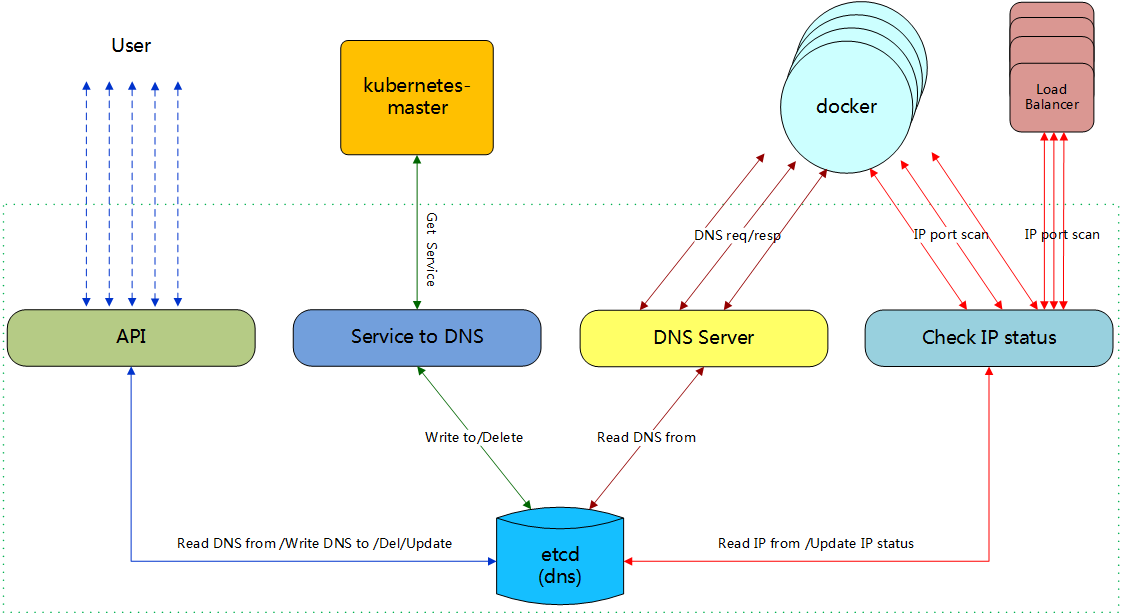 User
kubernetes-
master
docker
Load
Balancer
Get Service
DNS req/resp
IP port scan
IP port scan
API
Service to DNS
DNS Server
Check IP status
Write to/Delete
Read DNS from
Read DNS from /Write DNS to /Del/Update
Read IP from /Update IP status
etcd
(dns)